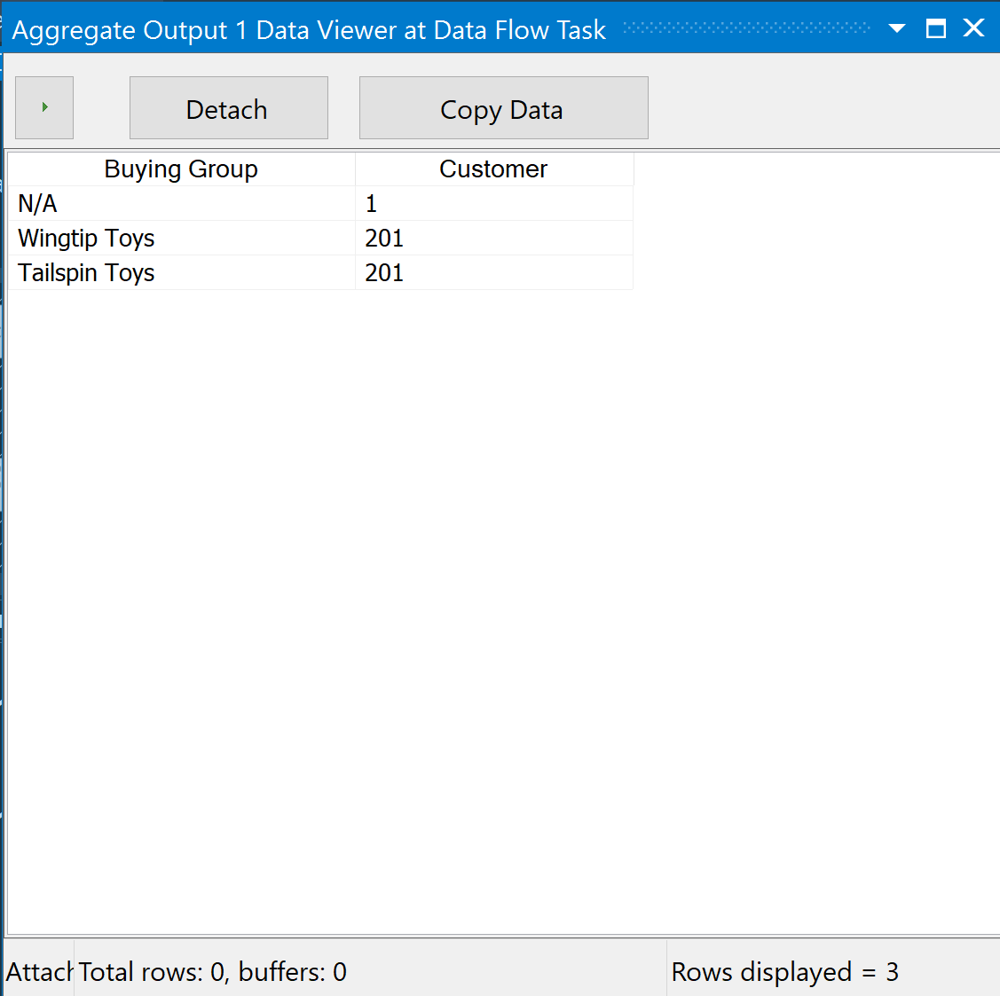 Aggregate Output 1 Data Viewer at Data Flow Task
Detach Copy Data
Buying Group Customer
N/A 1
Wingtip Toys 201
Tailspin Toys 201
Attach Total rows: 0, buffers: 0 Rows displayed = 3